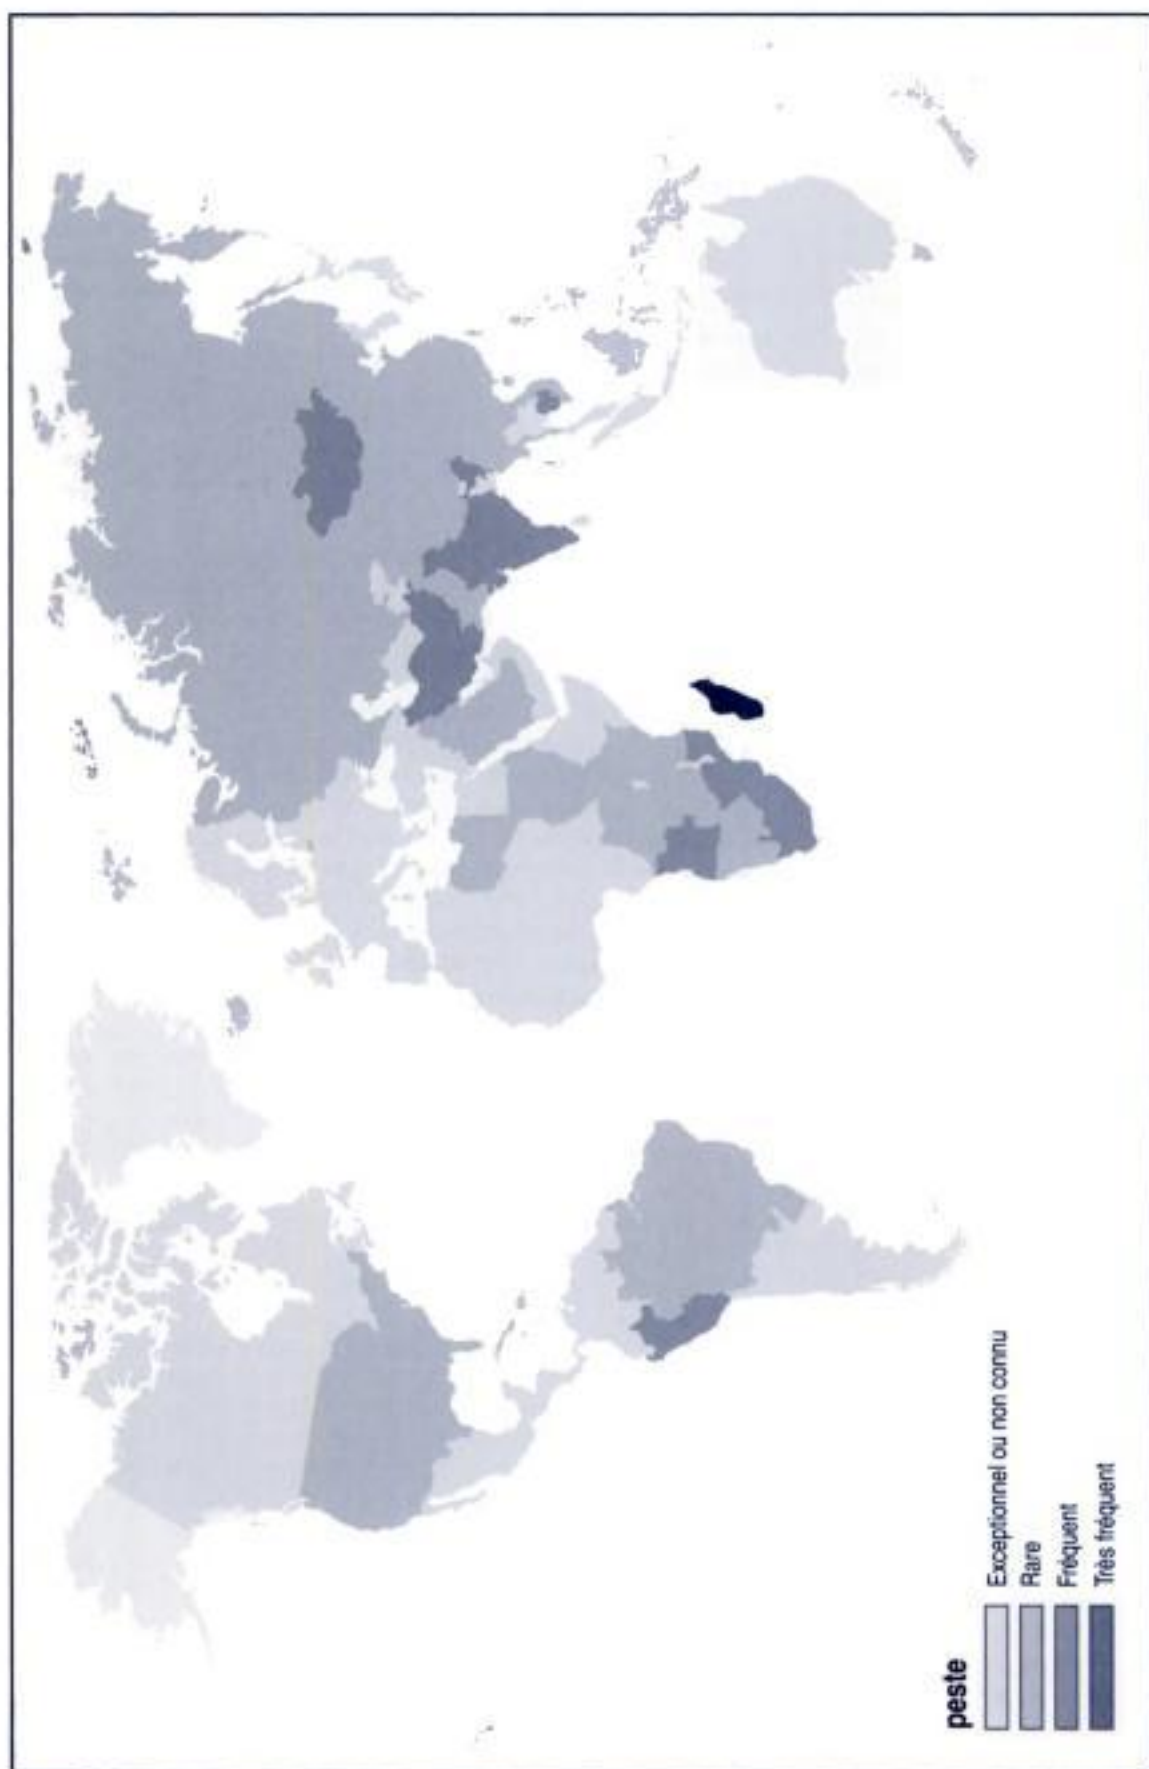 peste
Exceptionnel ou non connu
Rare
Fréquent
Très fréquent